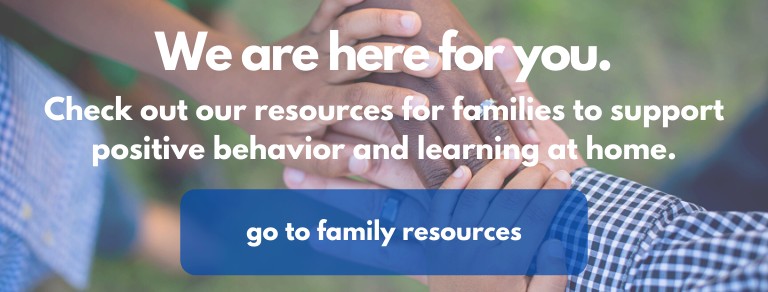 We are here for you.
Check out our resources for families to support
positive behavior and learning at home.
go to family resources